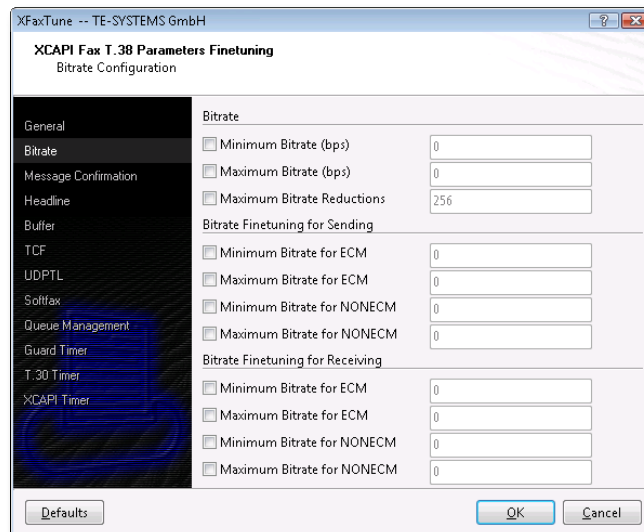 XFaxTune -- TE-SYSTEMS GmbH
?
XCAPI Fax T.38 Parameters Finetuning
Bitrate Configuration
General
Bitrate
Message Confirmation
Headline
Buffer
TCF
UDPTL
Softfax
Queue Management
Guard Timer
T.30 Timer
XCAPI Timer
Bitrate
Minimum Bitrate (bps) 0
Maximum Bitrate (bps) 0
Maximum Bitrate Reductions 256
Bitrate Finetuning for Sending
Minimum Bitrate for ECM 0
Maximum Bitrate for ECM 0
Minimum Bitrate for NONECM 0
Maximum Bitrate for NONECM 0
Bitrate Finetuning for Receiving
Minimum Bitrate for ECM 0
Maximum Bitrate for ECM 0
Minimum Bitrate for NONECM 0
Maximum Bitrate for NONECM 0
Defaults OK Cancel